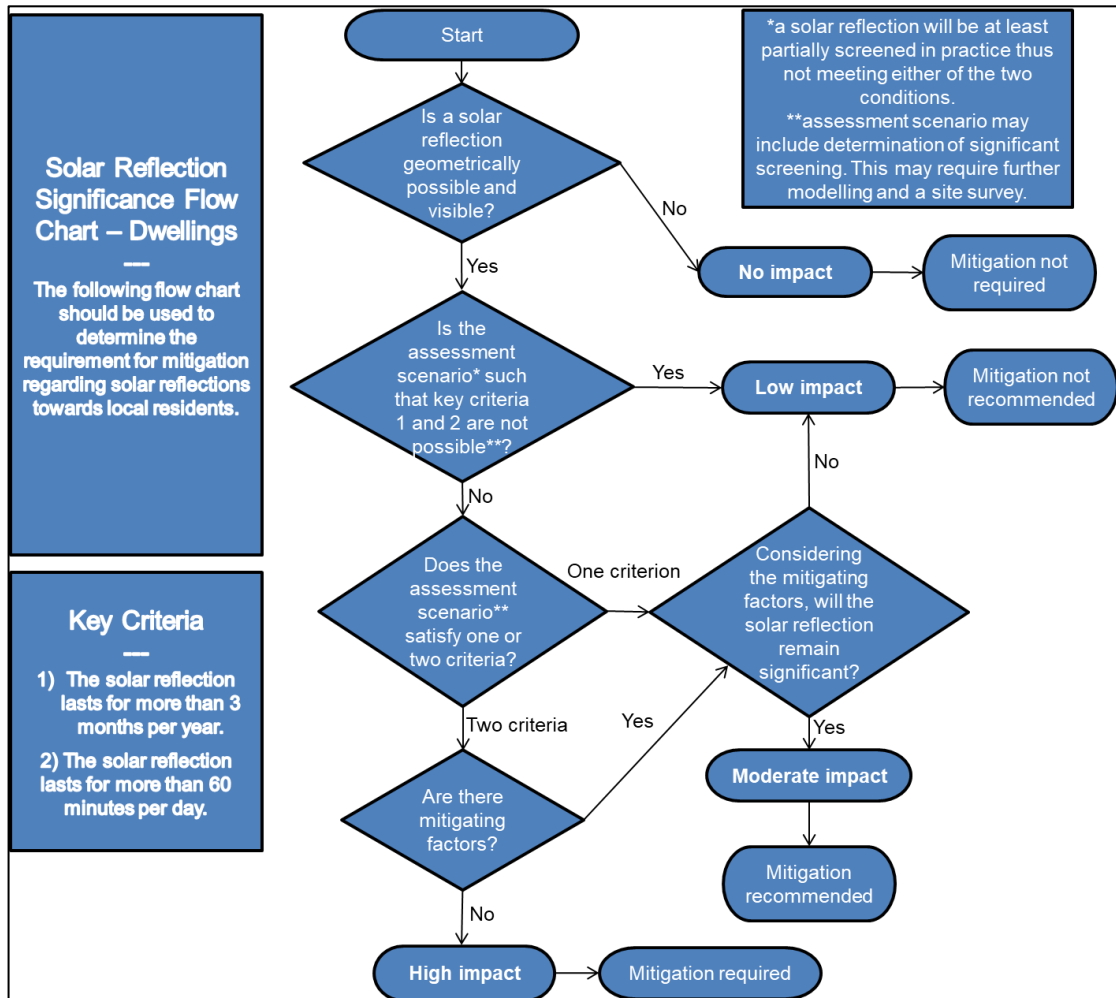 Solar Reflection
Significance Flow
Chart – Dwellings
---
The following flow chart
should be used to
determine the
requirement for mitigation
regarding solar reflections
towards local residents.
Key Criteria
---
1) The solar reflection
lasts for more than 3
months per year.
2) The solar reflection
lasts for more than 60
minutes per day.
Start
*a solar reflection will be at least
partially screened in practice thus
not meeting either of the two
conditions.
**assessment scenario may
include determination of significant
screening. This may require further
modelling and a site survey.
Is a solar
reflection
geometrically
possible and
visible?
No
No impact
Mitigation not
required
Yes
Is the
assessment
scenario* such
that key criteria
1 and 2 are not
possible**?
Yes
Low impact
Mitigation not
recommended
No
No
Does the
assessment
scenario**
satisfy one or
two criteria?
One criterion
Considering
the mitigating
factors, will the
solar reflection
remain
significant?
Two criteria
Yes
Yes
Moderate impact
Mitigation
recommended
Are there
mitigating
factors?
No
High impact
Mitigation required